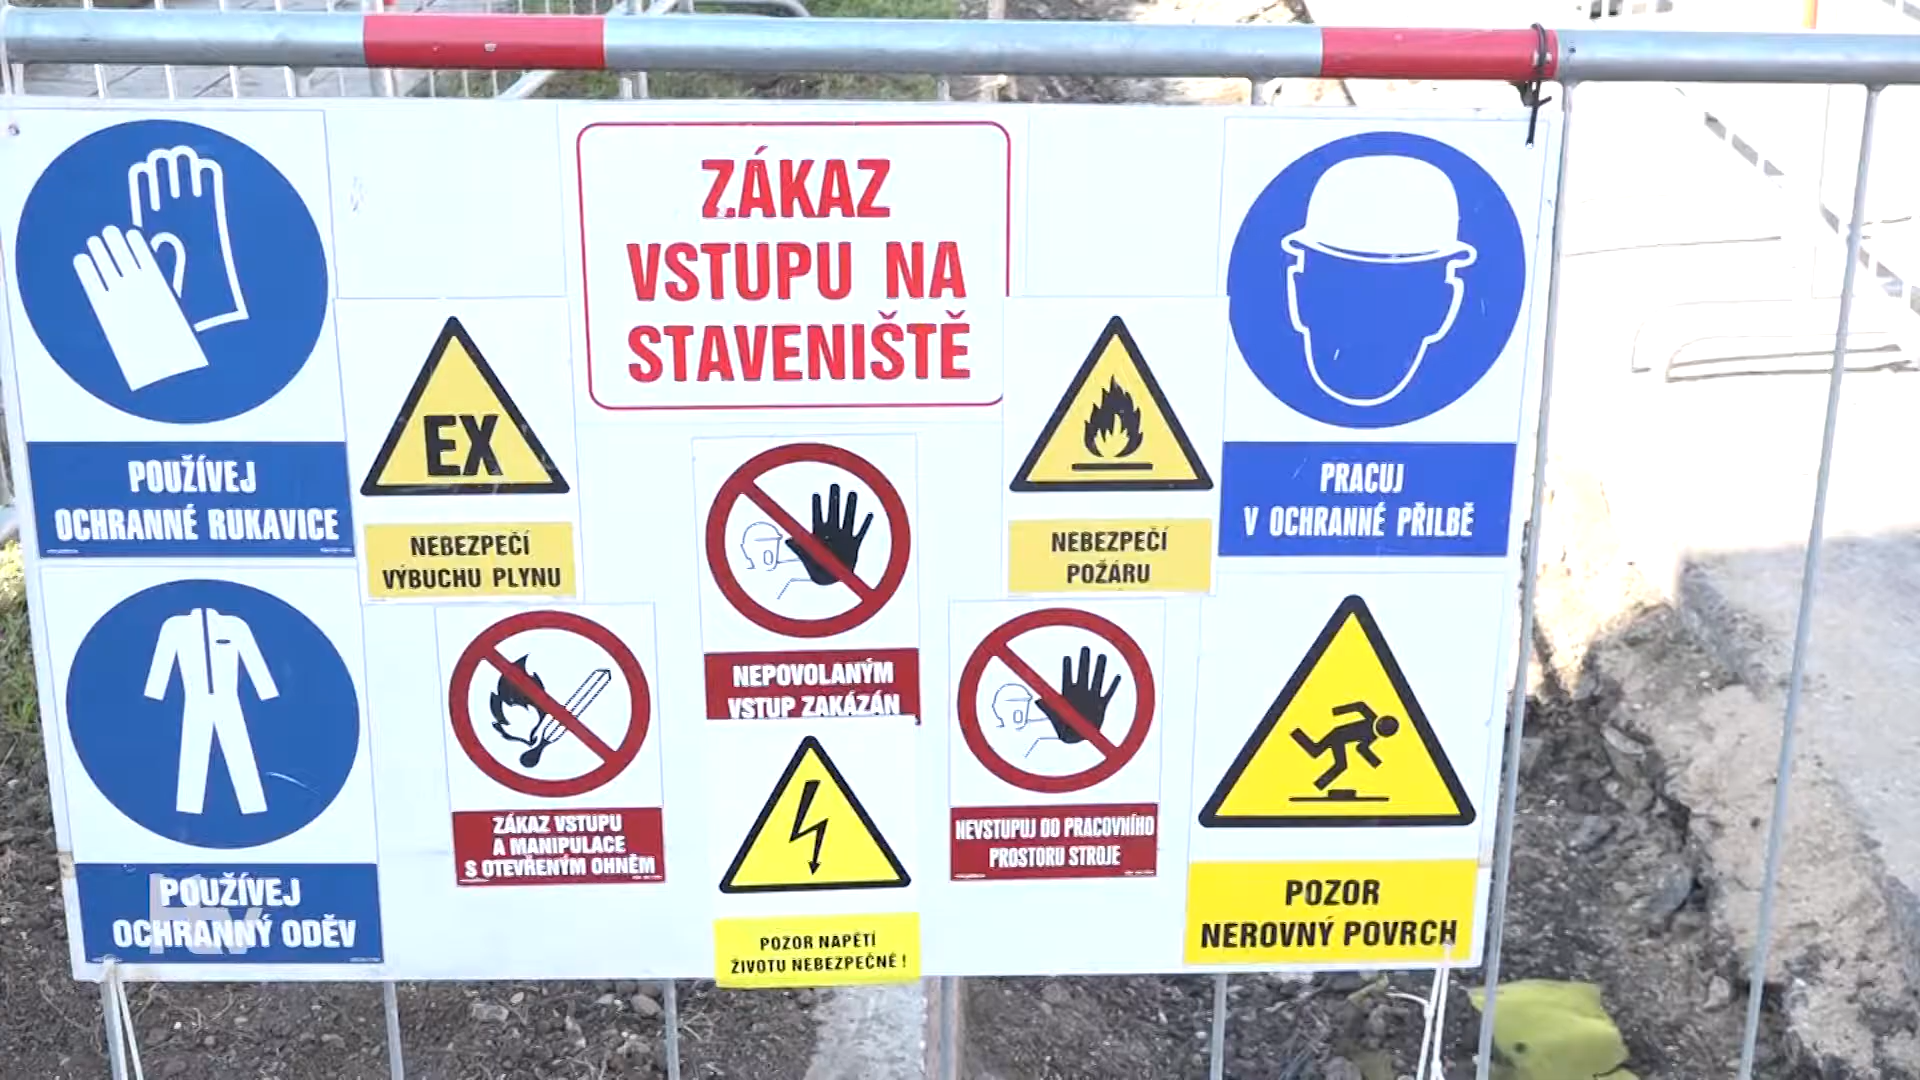 ZÁKAZ
VSTUPU NA
STAVENIŠTĚ
POUŽÍVEJ
OCHRANNÉ RUKAVICE
EX
NEBEZPEČÍ
VÝBUCHU PLYNU
NEPOVOLANÝM
VSTUP ZAKÁZÁN
NEBEZPEČÍ
POŽÁRU
PRACUJ
V OCHRANNÉ PŘILBĚ
POUŽÍVEJ
OCHRANNÝ ODĚV
ZÁKAZ VSTUPU
A MANIPULACE
S OTEVŘENÝM OHNĚM
POZOR NAPĚTÍ
ŽIVOTU NEBEZPEČNÉ !
NEVSTUPUJ DO PRACOVNÍHO
PROSTORU STROJE
POZOR
NEROVNÝ POVRCH